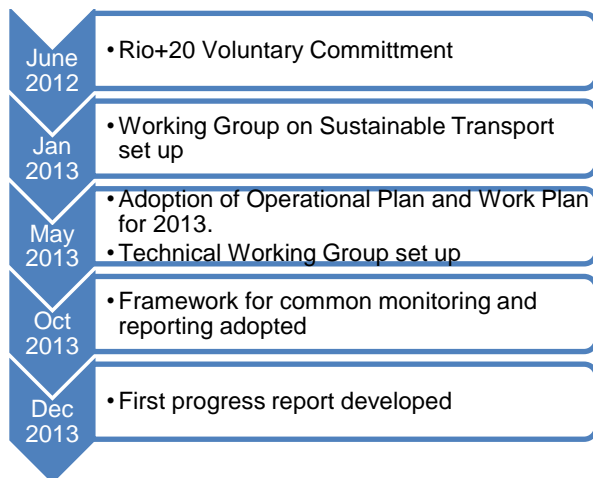 June
2012
• Rio+20 Voluntary Committment
Jan
2013
• Working Group on Sustainable Transport
set up
May
2013
• Adoption of Operational Plan and Work Plan
for 2013.
• Technical Working Group set up
Oct
2013
• Framework for common monitoring and
reporting adopted
Dec
2013
• First progress report developed